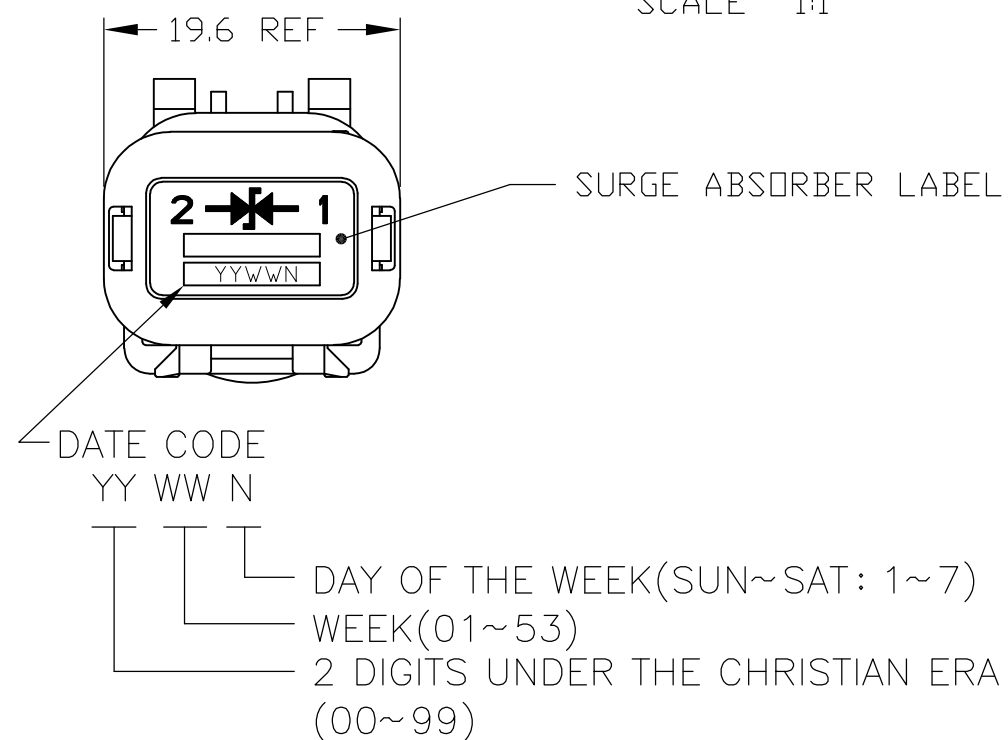 SCALE 1:1
19.6 REF
SURGE ABSORBER LABEL
2 1
YYWWN
DATE CODE
YY WW N
DAY OF THE WEEK(SUN~SAT: 1~7)
WEEK(01~53)
2 DIGITS UNDER THE CHRISTIAN ERA
(00~99)